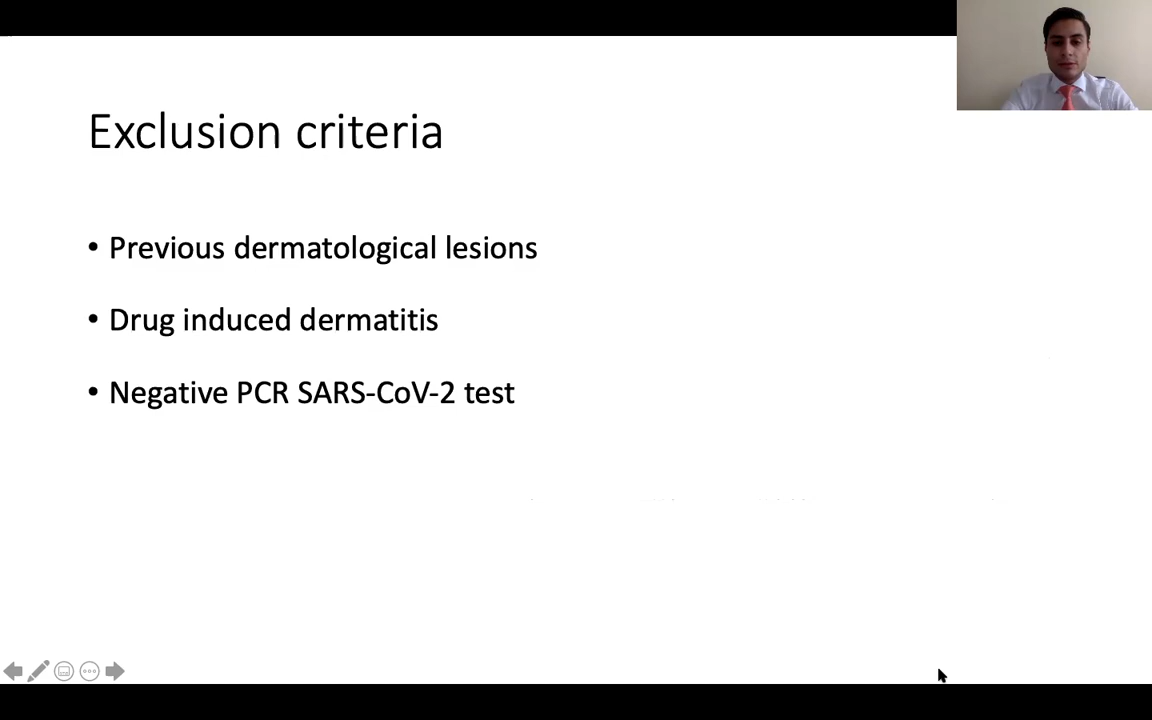 Exclusion criteria
• Previous dermatological lesions
• Drug induced dermatitis
• Negative PCR SARS-CoV-2 test